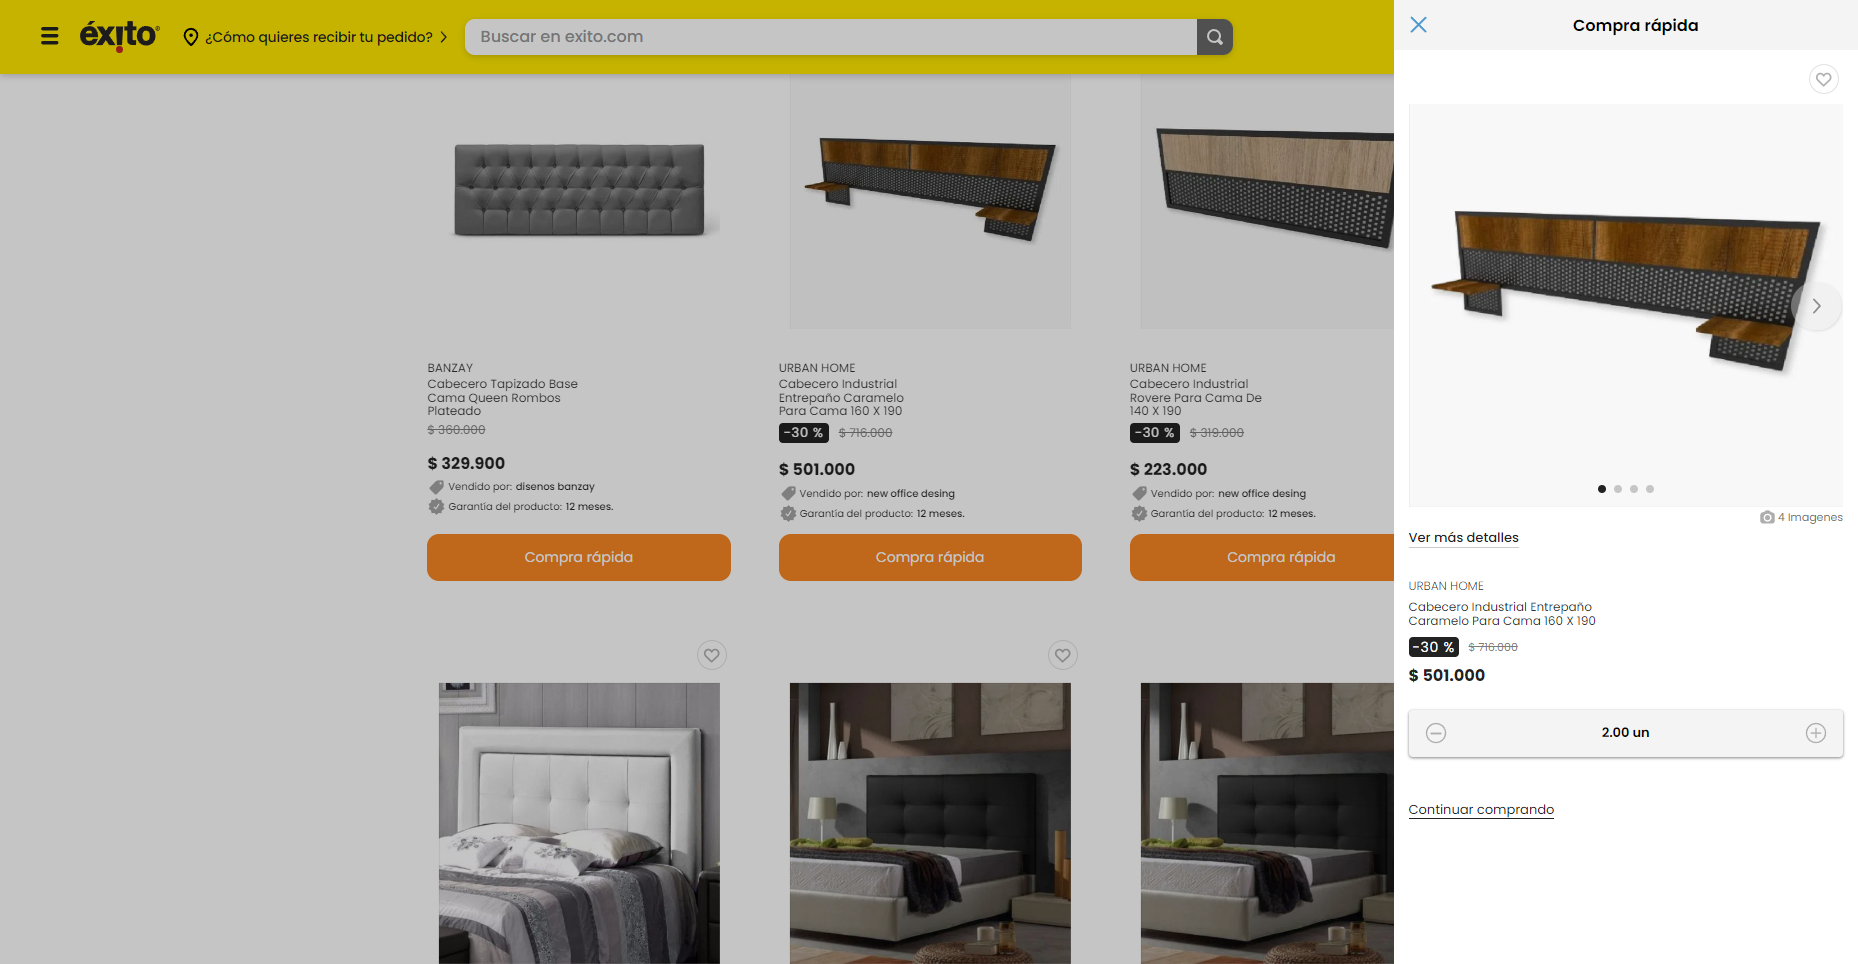 éxito
¿Cómo quieres recibir tu pedido?
Buscar en exito.com
BANZAY
Cabecero Tapizado Base
Cama Queen Rombos
Plateado
$ 360.000
$ 329.900
Vendido por: disenos banzay
Garantía del producto: 12 meses.
Compra rápida
URBAN HOME
Cabecero Industrial
Entrepaño Caramelo
Para Cama 160 X 190
-30 % $ 716.000
$ 501.000
Vendido por: new office desing
Garantía del producto: 12 meses.
Compra rápida
URBAN HOME
Cabecero Industrial
Rovere Para Cama De
140 X 190
-30 % $ 319.000
$ 223.000
Vendido por: new office desing
Garantía del producto: 12 meses.
Compra rápida
Compra rápida
4 Imagenes
Ver más detalles
URBAN HOME
Cabecero Industrial Entrepaño
Caramelo Para Cama 160 X 190
-30 % $ 716.000
$ 501.000
2.00 un
Continuar comprando